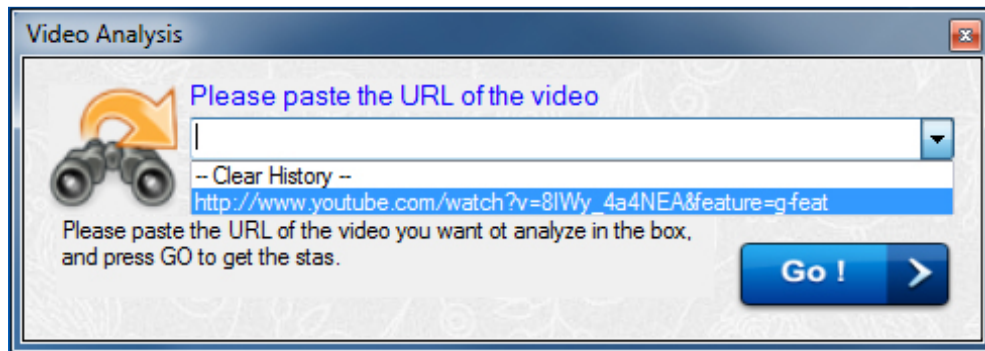 Video Analysis
Please paste the URL of the video
-- Clear History --
http://www.youtube.com/watch?v=8IWy_4a4NEA&feature=g-feat
Please paste the URL of the video you want ot analyze in the box,
and press GO to get the stas.
Go !